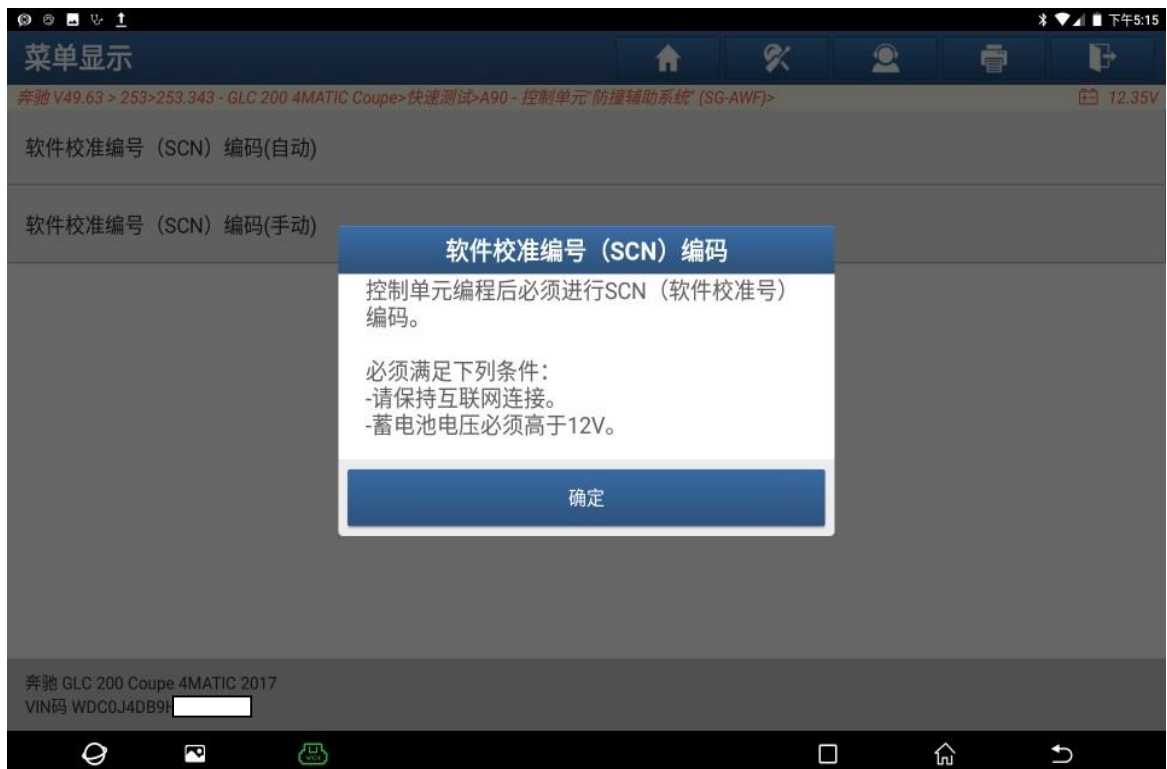 下午5:15
菜单显示
奔驰 V49.63 > 253>253.343 - GLC 200 4MATIC Coupe>快速测试>A90 - 控制单元"防撞辅助系统" (SG-AWF)>
12.35V
软件校准编号（SCN）编码(自动)
软件校准编号（SCN）编码(手动)
软件校准编号（SCN）编码
控制单元编程后必须进行SCN（软件校准号）
编码。
必须满足下列条件：
-请保持互联网连接。
-蓄电池电压必须高于12V。
确定
奔驰 GLC 200 Coupe 4MATIC 2017
VIN码 WDC0J4DB9H
VCI